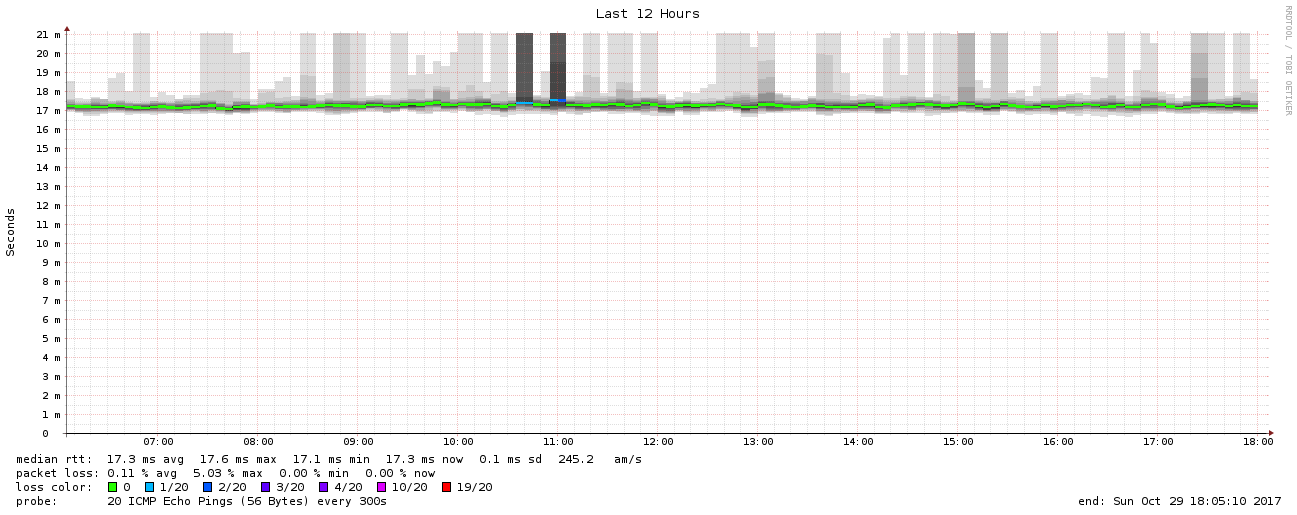 Last 12 Hours
RRDTOOL / TOBI OETIKER
Seconds
21 m
20 m
19 m
18 m
17 m
16 m
15 m
14 m
13 m
12 m
11 m
10 m
9 m
8 m
7 m
6 m
5 m
4 m
3 m
2 m
1 m
0
07:00 08:00 09:00 10:00 11:00 12:00 13:00 14:00 15:00 16:00 17:00 18:00
median rtt: 17.3 ms avg 17.6 ms max 17.1 ms min 17.3 ms now 0.1 ms sd 245.2 am/s
packet loss: 0.11 % avg 5.03 % max 0.00 % min 0.00 % now
loss color: 0 1/20 2/20 3/20 4/20 10/20 19/20
probe: 20 ICMP Echo Pings (56 Bytes) every 300s end: Sun Oct 29 18:05:10 2017